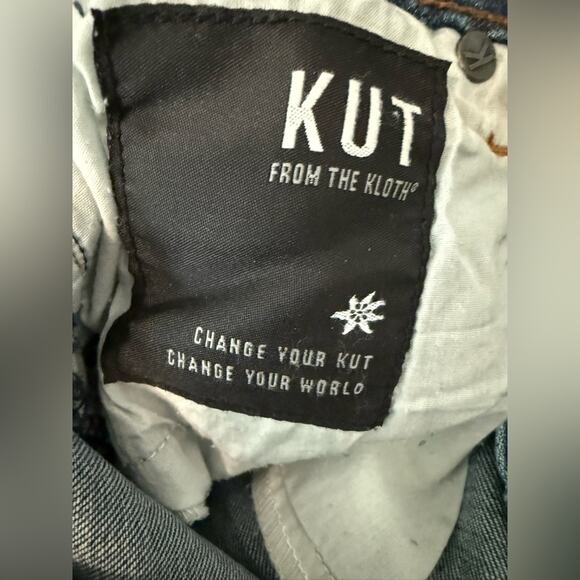 KUT
FROM THE KLOTH®
CHANGE YOUR KUT
CHANGE YOUR WORLD